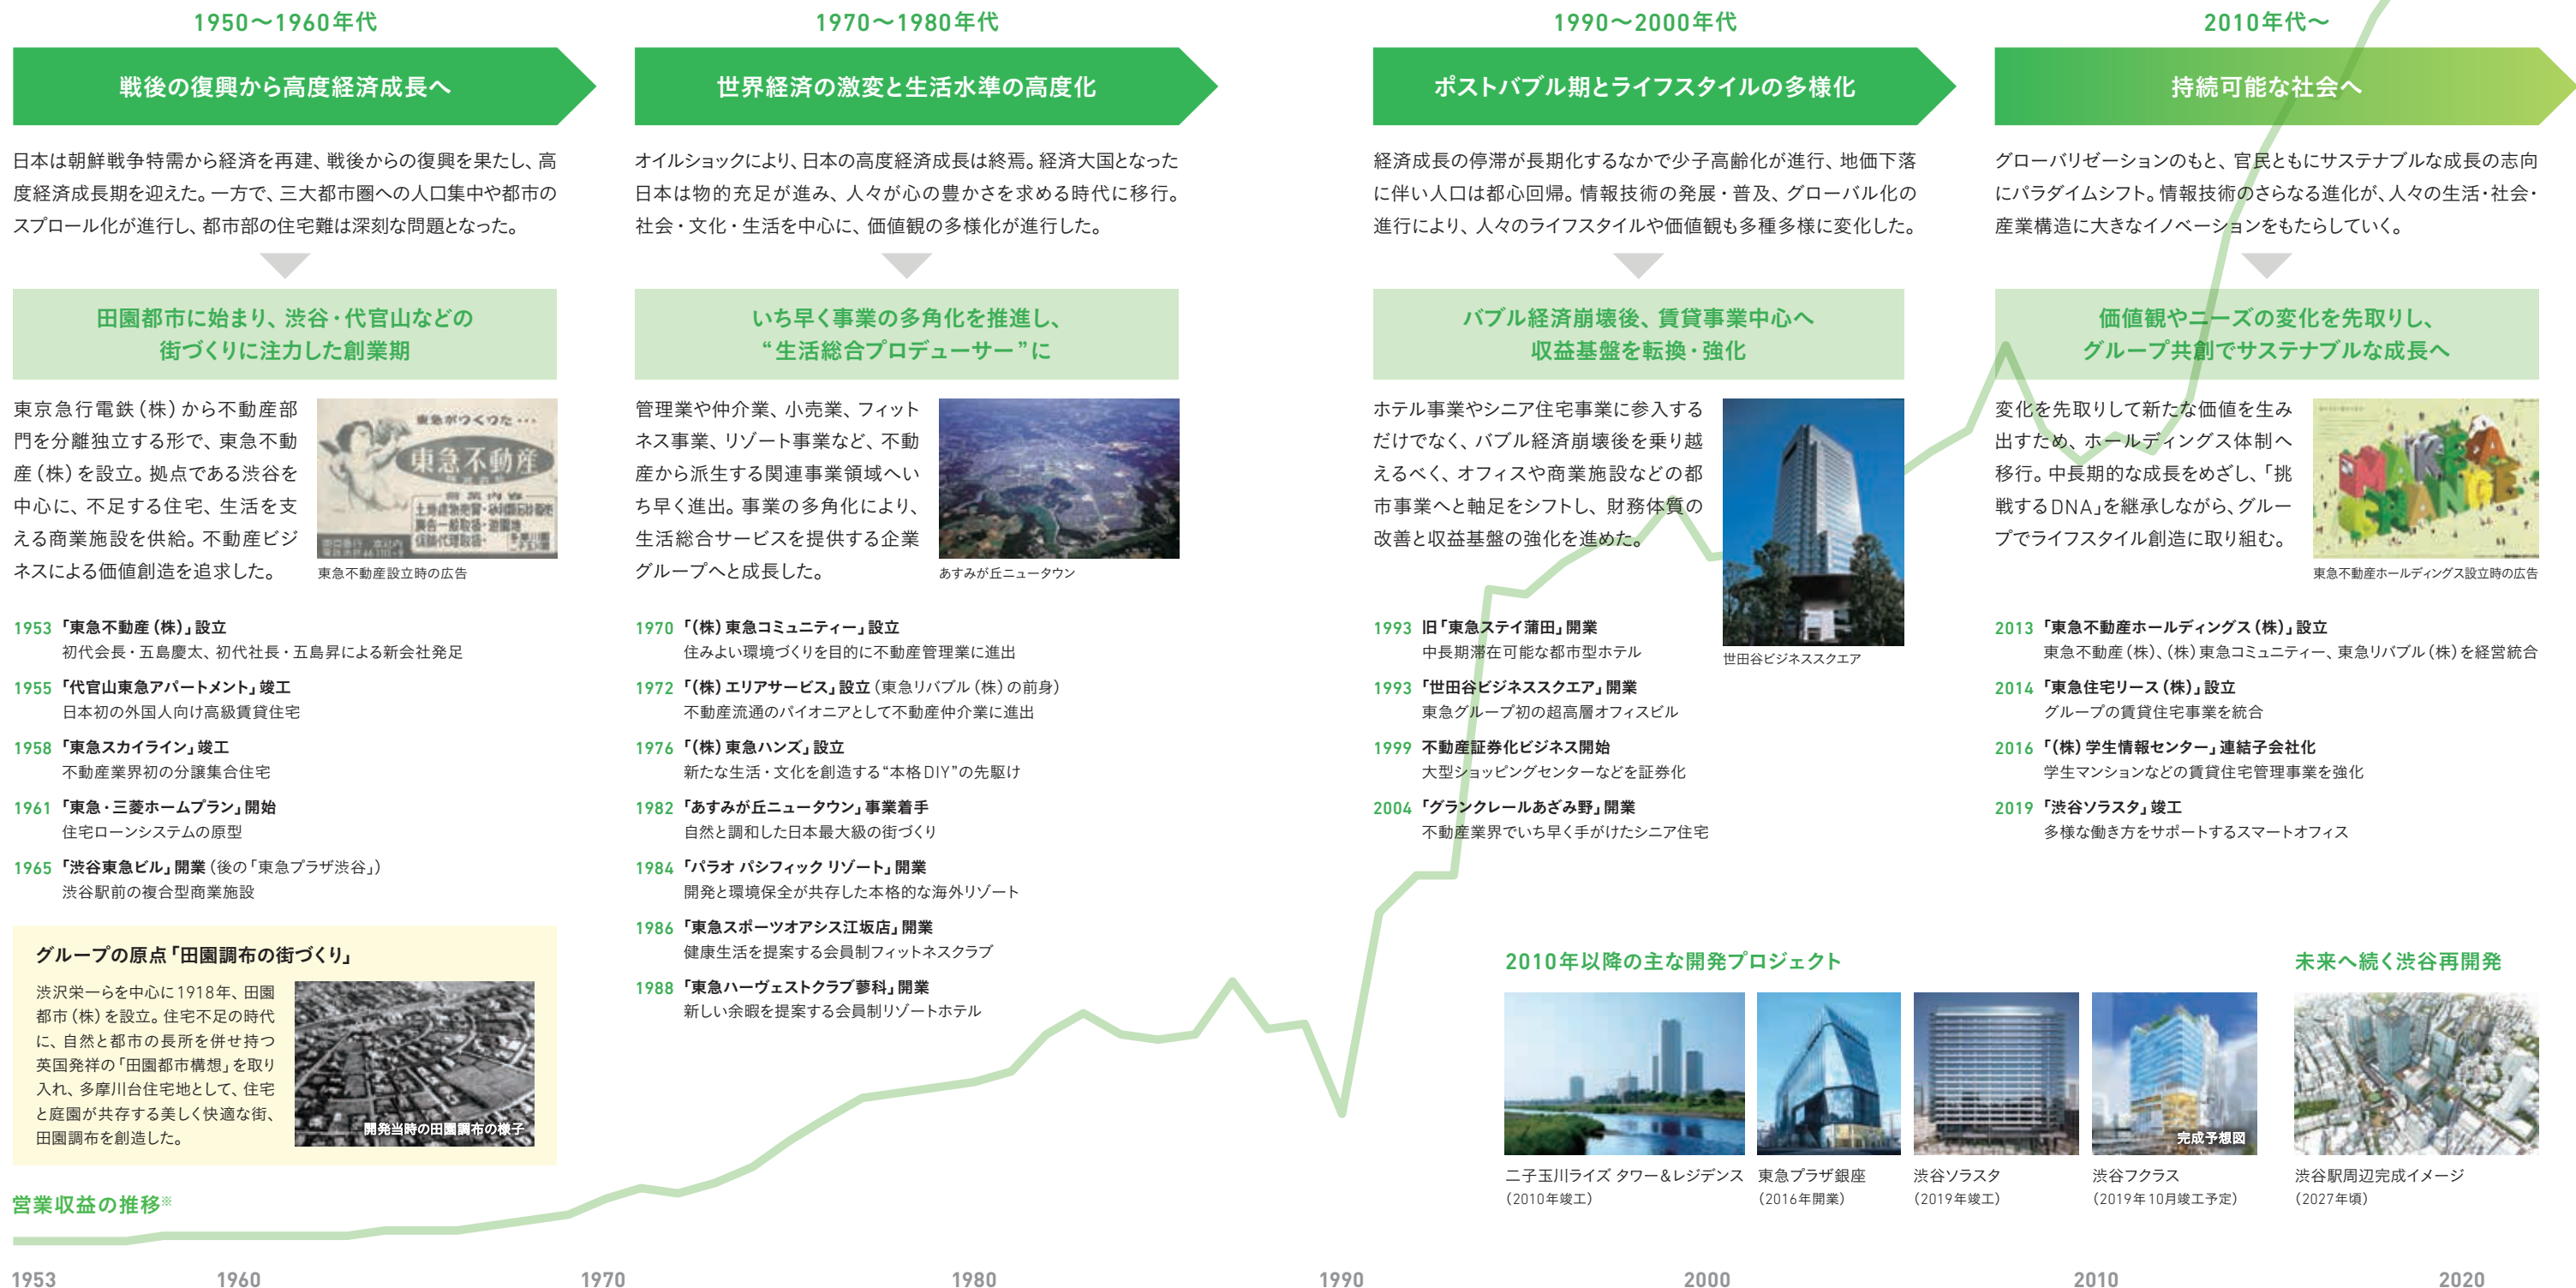 1950～1960年代
戦後の復興から高度経済成長へ
日本は朝鮮戦争特需から経済を再建、戦後からの復興を果たし、高
度経済成長期を迎えた。一方で、三大都市圏への人口集中や都市の
スプロール化が進行し、都市部の住宅難は深刻な問題となった。
田園都市に始まり、渋谷・代官山などの
街づくりに注力した創業期
東京急行電鉄（株）から不動産部
門を分離独立する形で、東急不動
産（株）を設立。拠点である渋谷を
中心に、不足する住宅、生活を支
える商業施設を供給。不動産ビジ
ネスによる価値創造を追求した。
東急がつくつた…
東急不動産
東急不動産設立時の広告
1953 「東急不動産（株）」設立
初代会長・五島慶太、初代社長・五島昇による新会社発足
1955 「代官山東急アパートメント」竣工
日本初の外国人向け高級賃貸住宅
1958 「東急スカイライン」竣工
不動産業界初の分譲集合住宅
1961 「東急・三菱ホームプラン」開始
住宅ローンシステムの原型
1965 「渋谷東急ビル」開業（後の「東急プラザ渋谷」）
渋谷駅前の複合型商業施設
グループの原点「田園調布の街づくり」
渋沢栄一らを中心に1918年、田園
都市（株）を設立。住宅不足の時代
に、自然と都市の長所を併せ持つ
英国発祥の「田園都市構想」を取り
入れ、多摩川台住宅地として、住宅
と庭園が共存する美しく快適な街、
田園調布を創造した。
開発当時の田園調布の様子
1970～1980年代
世界経済の激変と生活水準の高度化
オイルショックにより、日本の高度経済成長は終焉。経済大国となった
日本は物的充足が進み、人々が心の豊かさを求める時代に移行。
社会・文化・生活を中心に、価値観の多様化が進行した。
いち早く事業の多角化を推進し、
“生活総合プロデューサー”に
管理業や仲介業、小売業、フィット
ネス事業、リゾート事業など、不動
産から派生する関連事業領域へい
ち早く進出。事業の多角化により、
生活総合サービスを提供する企業
グループへと成長した。
あすみが丘ニュータウン
1970 「（株）東急コミュニティー」設立
住みよい環境づくりを目的に不動産管理業に進出
1972 「（株）エリアサービス」設立（東急リバブル（株）の前身）
不動産流通のパイオニアとして不動産仲介業に進出
1976 「（株）東急ハンズ」設立
新たな生活・文化を創造する“本格DIY”の先駆け
1982 「あすみが丘ニュータウン」事業着手
自然と調和した日本最大級の街づくり
1984 「パラオ パシフィック リゾート」開業
開発と環境保全が共存した本格的な海外リゾート
1986 「東急スポーツオアシス江坂店」開業
健康生活を提案する会員制フィットネスクラブ
1988 「東急ハーヴェストクラブ蓼科」開業
新しい余暇を提案する会員制リゾートホテル
1990～2000年代
ポストバブル期とライフスタイルの多様化
経済成長の停滞が長期化するなかで少子高齢化が進行、地価下落
に伴い人口は都心回帰。情報技術の発展・普及、グローバル化の
進行により、人々のライフスタイルや価値観も多種多様に変化した。
バブル経済崩壊後、賃貸事業中心へ
収益基盤を転換・強化
ホテル事業やシニア住宅事業に参入する
だけでなく、バブル経済崩壊後を乗り越
えるべく、オフィスや商業施設などの都
市事業へと軸足をシフトし、財務体質の
改善と収益基盤の強化を進めた。
世田谷ビジネススクエア
1993 旧「東急ステイ蒲田」開業
中長期滞在可能な都市型ホテル
1993 「世田谷ビジネススクエア」開業
東急グループ初の超高層オフィスビル
1999 不動産証券化ビジネス開始
大型ショッピングセンターなどを証券化
2004 「グランクレールあざみ野」開業
不動産業界でいち早く手がけたシニア住宅
2010年代～
持続可能な社会へ
グローバリゼーションのもと、官民ともにサステナブルな成長の志向
にパラダイムシフト。情報技術のさらなる進化が、人々の生活・社会・
産業構造に大きなイノベーションをもたらしていく。
価値観やニーズの変化を先取りし、
グループ共創でサステナブルな成長へ
変化を先取りして新たな価値を生み
出すため、ホールディングス体制へ
移行。中長期的な成長をめざし、「挑
戦するDNA」を継承しながら、グルー
プでライフスタイル創造に取り組む。
MAKE A
CHANGE
東急不動産ホールディングス設立時の広告
2013 「東急不動産ホールディングス（株）」設立
東急不動産（株）、（株）東急コミュニティー、東急リバブル（株）を経営統合
2014 「東急住宅リース（株）」設立
グループの賃貸住宅事業を統合
2016 「（株）学生情報センター」連結子会社化
学生マンションなどの賃貸住宅管理事業を強化
2019 「渋谷ソラスタ」竣工
多様な働き方をサポートするスマートオフィス
2010年以降の主な開発プロジェクト
二子玉川ライズ タワー＆レジデンス
（2010年竣工）
東急プラザ銀座
（2016年開業）
渋谷ソラスタ
（2019年竣工）
完成予想図
渋谷フクラス
（2019年10月竣工予定）
未来へ続く渋谷再開発
渋谷駅周辺完成イメージ
（2027年頃）
営業収益の推移※
1953 1960 1970 1980 1990 2000 2010 2020